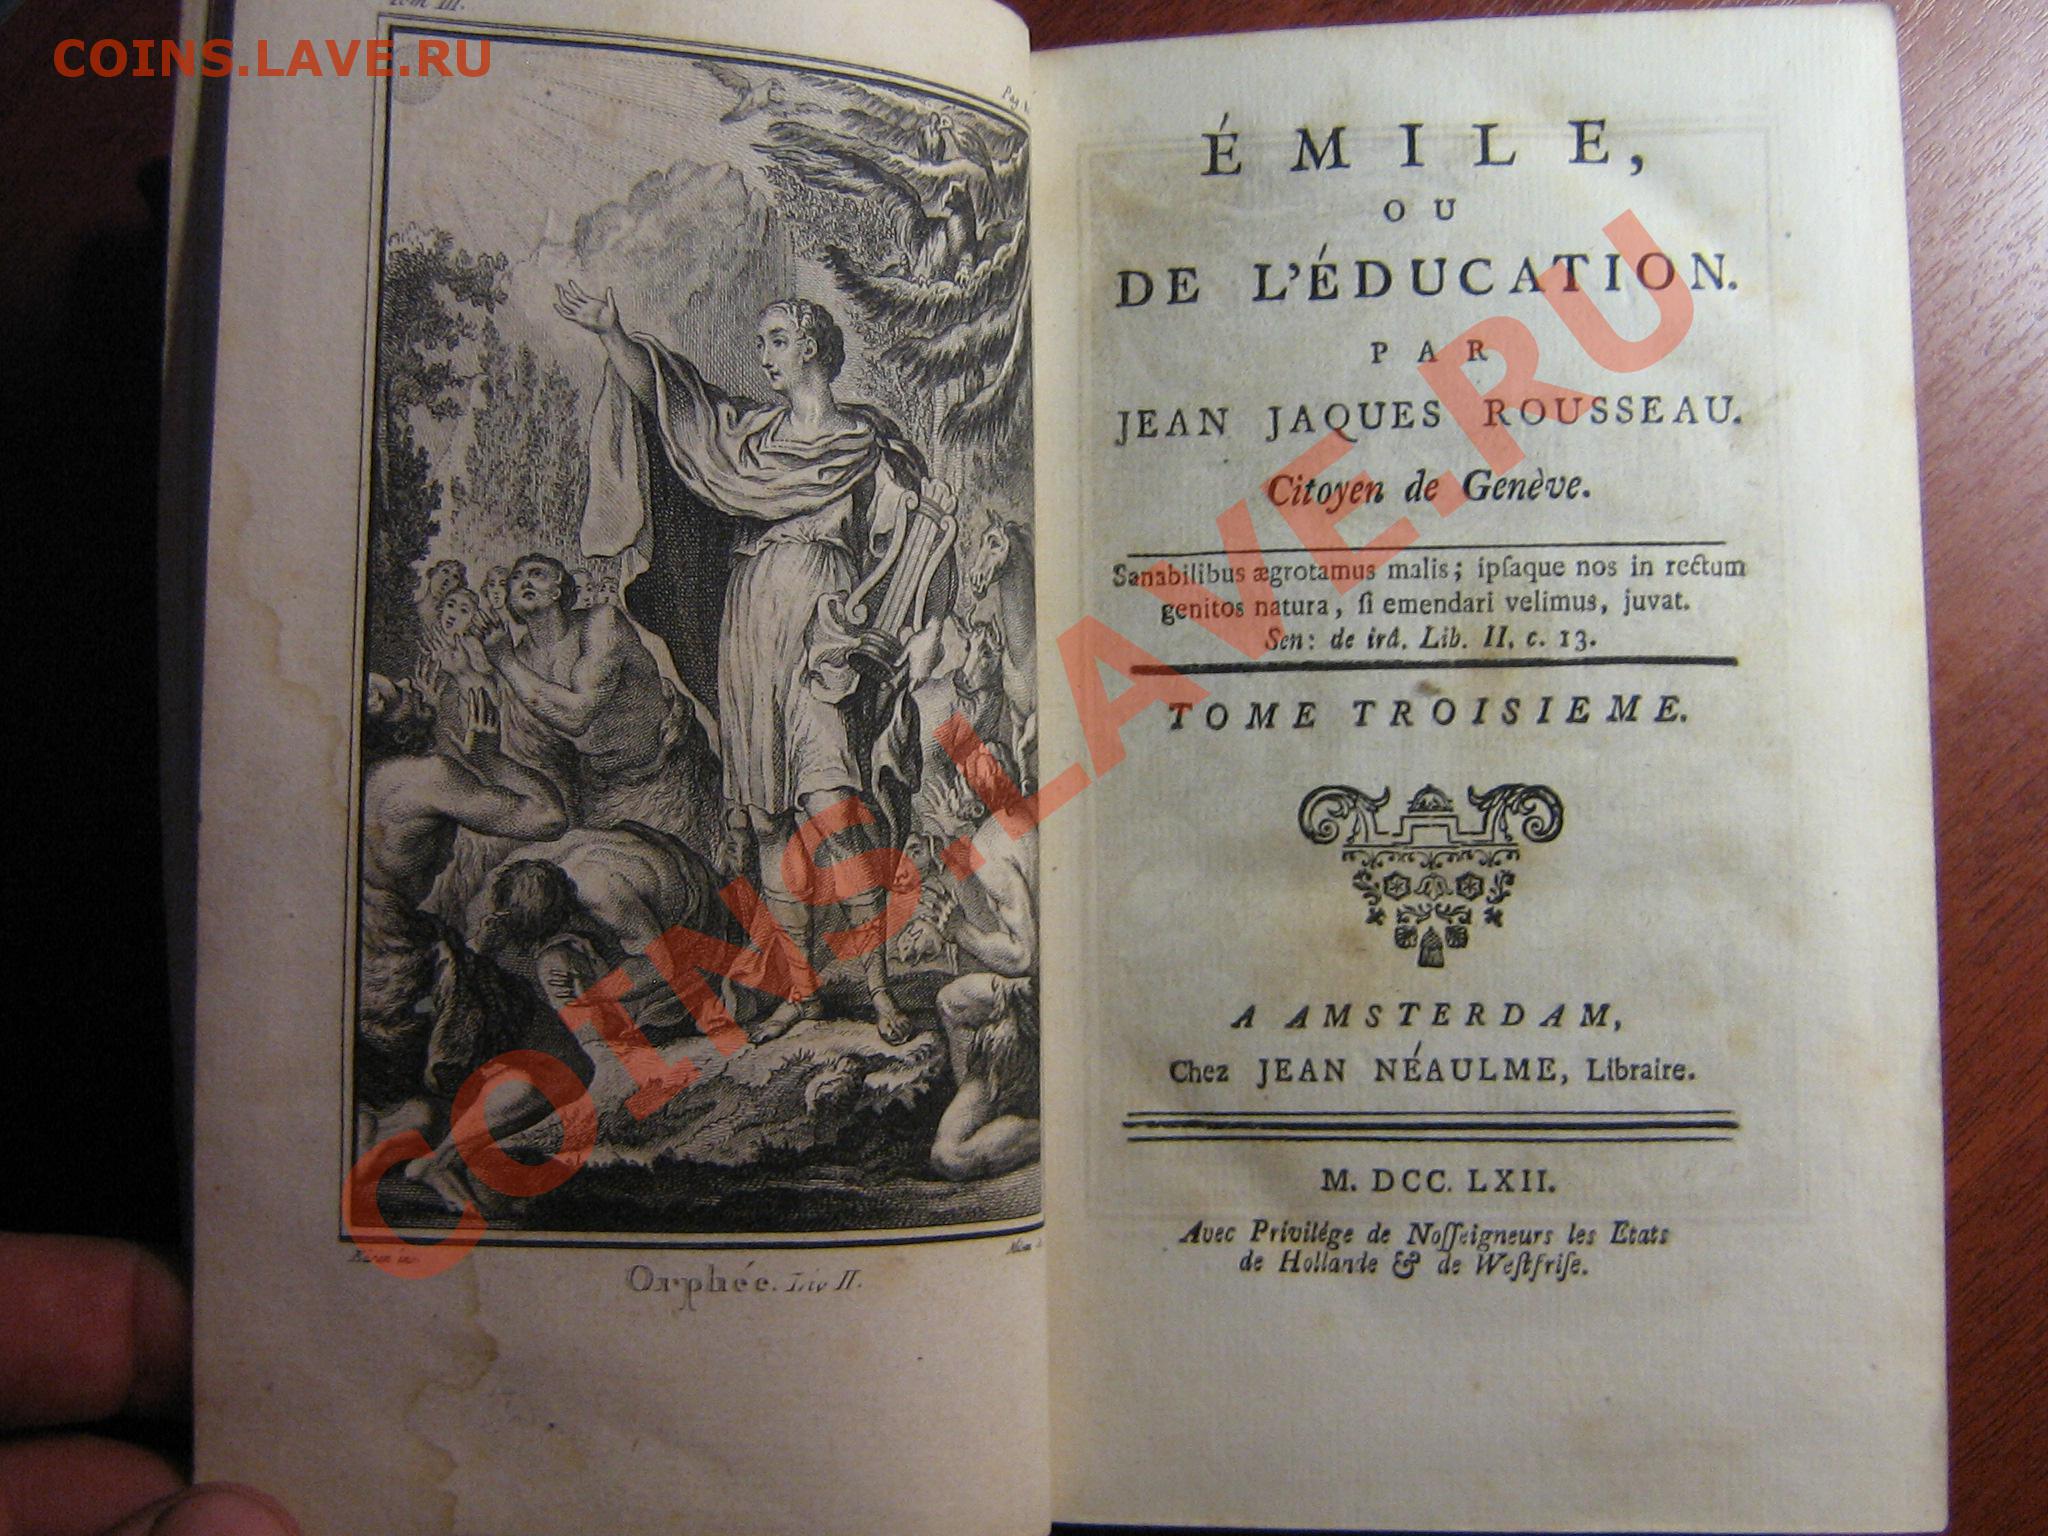 COINS.LAVE.RU
Tom III.
Pag.
Orphée. Liv II.
ÉMILE,
OU
DE L'ÉDUCATION.
PAR
JEAN JAQUES ROUSSEAU.
Citoyen de Genève.
Sanabilibus ægrotamus malis; ipſaque nos in rectum
genitos natura, ſi emendari velimus, juvat.
Sen: de irâ. Lib. II. c. 13.
TOME TROISIEME.
A AMSTERDAM,
Chez JEAN NÉAULME, Libraire.
M. DCC. LXII.
Avec Privilége de Noſſeigneurs les Etats
de Hollande & de Weſtfriſe.
COINS.LAVE.RU